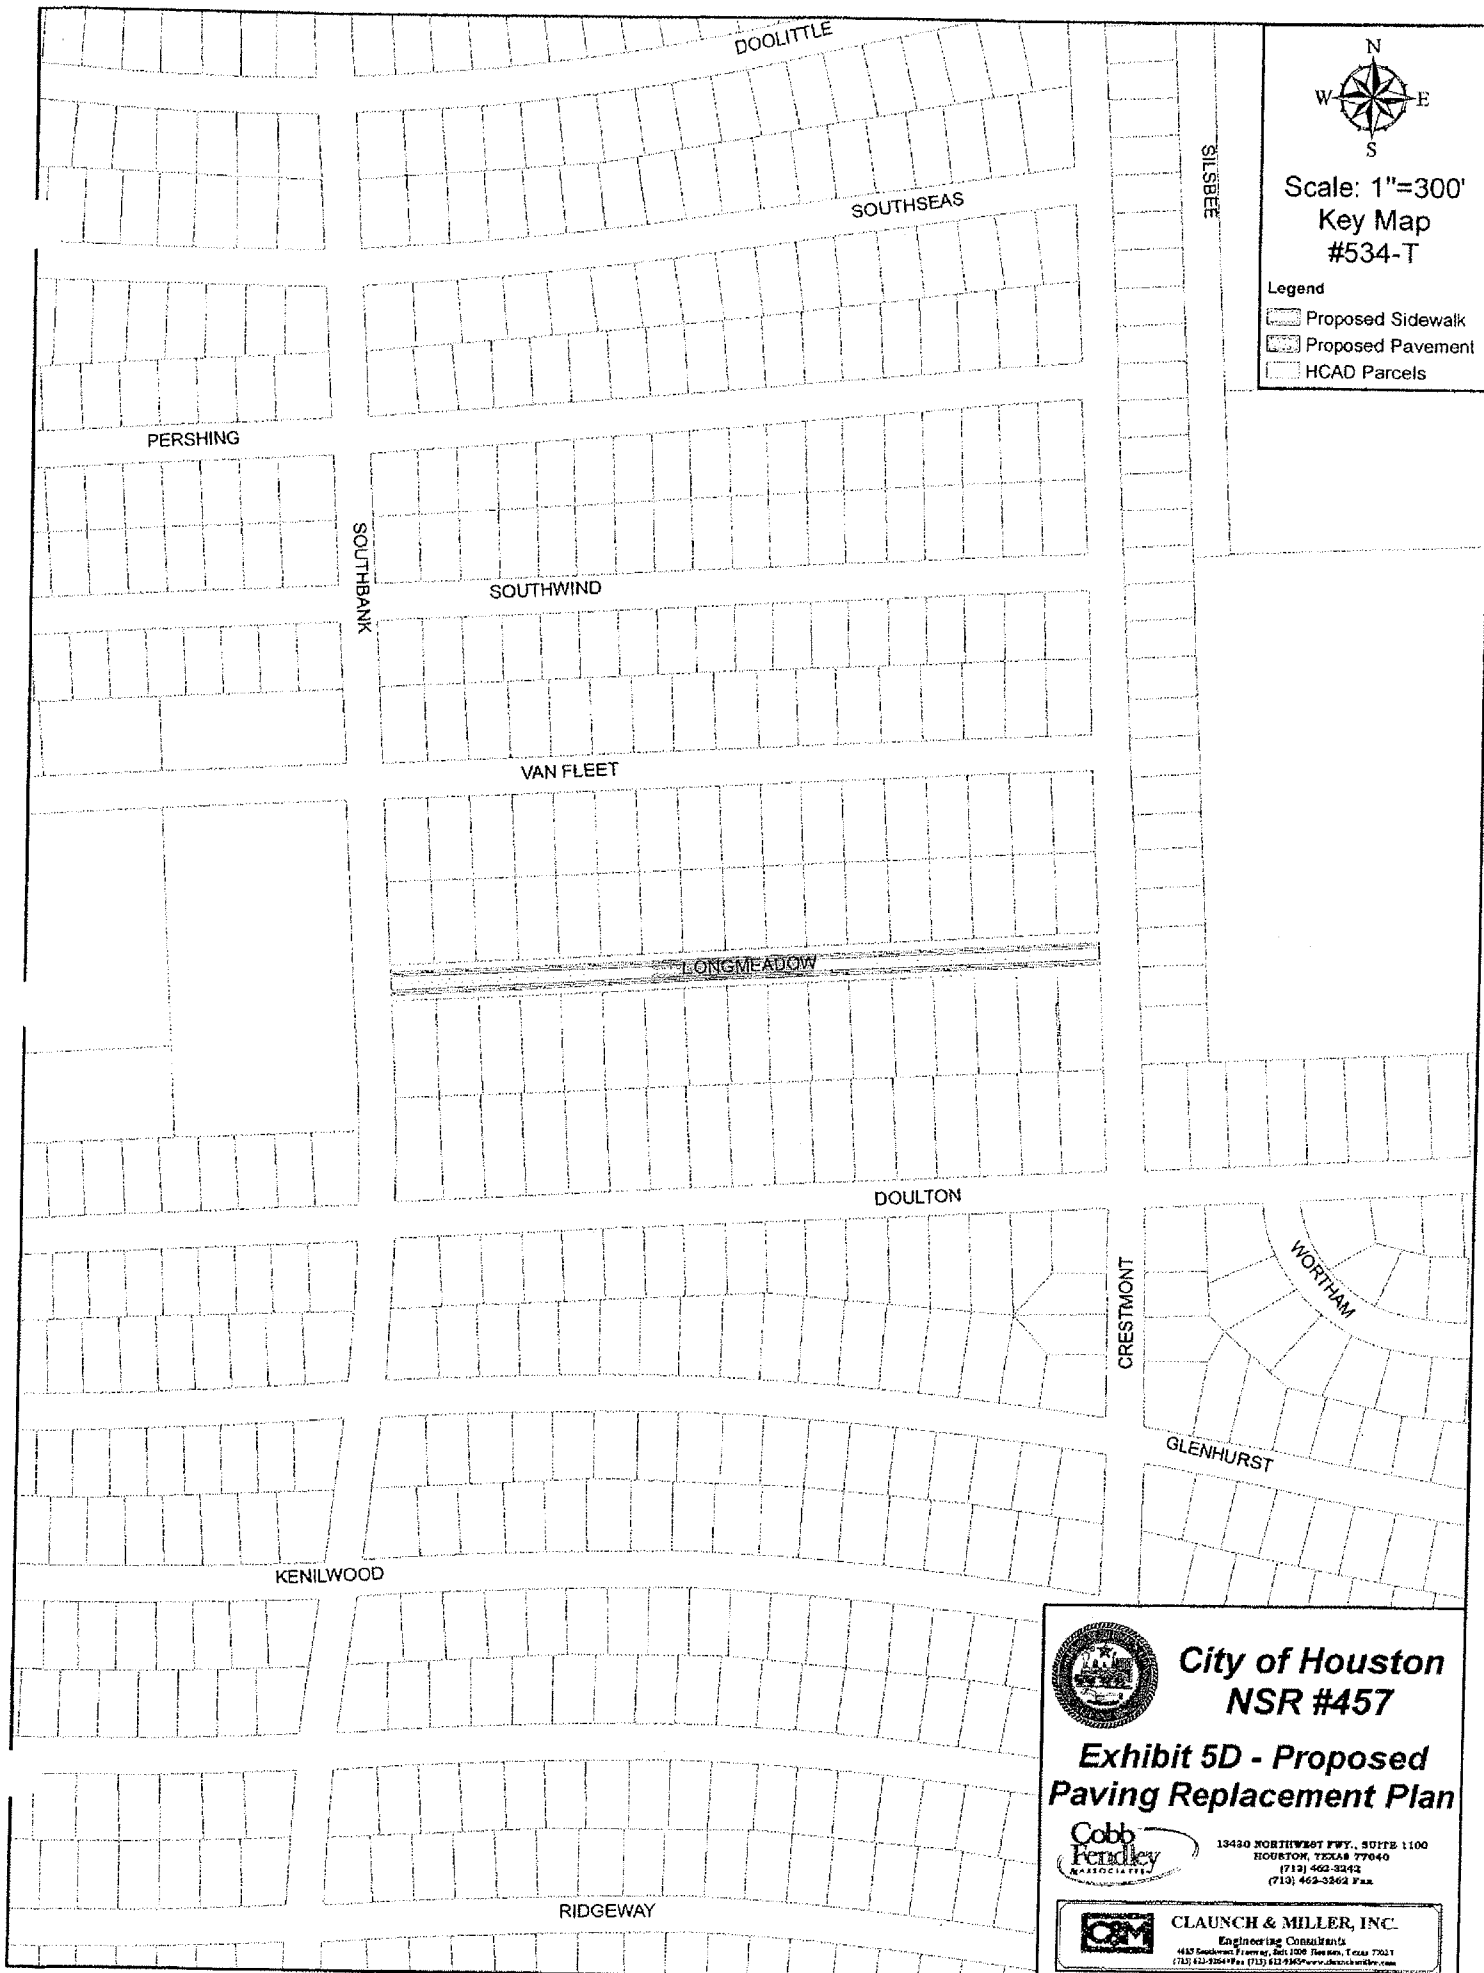 DOOLITTLE
N
W E
S
SILSBEE
Scale: 1"=300'
Key Map
#534-T
SOUTHSEAS
Legend
Proposed Sidewalk
Proposed Pavement
HCAD Parcels
PERSHING
SOUTHBANK
SOUTHWIND
VAN FLEET
LONGMEADOW
DOULTON
WORTHAM
CRESTMONT
GLENHURST
KENILWOOD
City of Houston
NSR #457
Exhibit 5D - Proposed
Paving Replacement Plan
Cobb
Fendley
& ASSOCIATES
13430 NORTHWEST FWY., SUITE 1100
HOUSTON, TEXAS 77040
(713) 462-3242
(713) 462-3262 Fax
RIDGEWAY
C&M
CLAUNCH & MILLER, INC.
Engineering Consultants